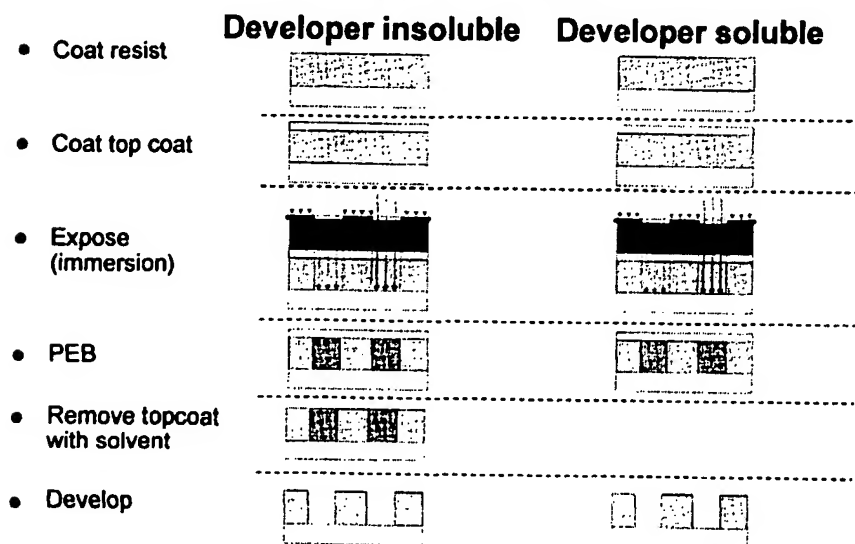 Developer insoluble Developer soluble
• Coat resist
• Coat top coat
• Expose
(immersion)
• PEB
• Remove topcoat
with solvent
• Develop